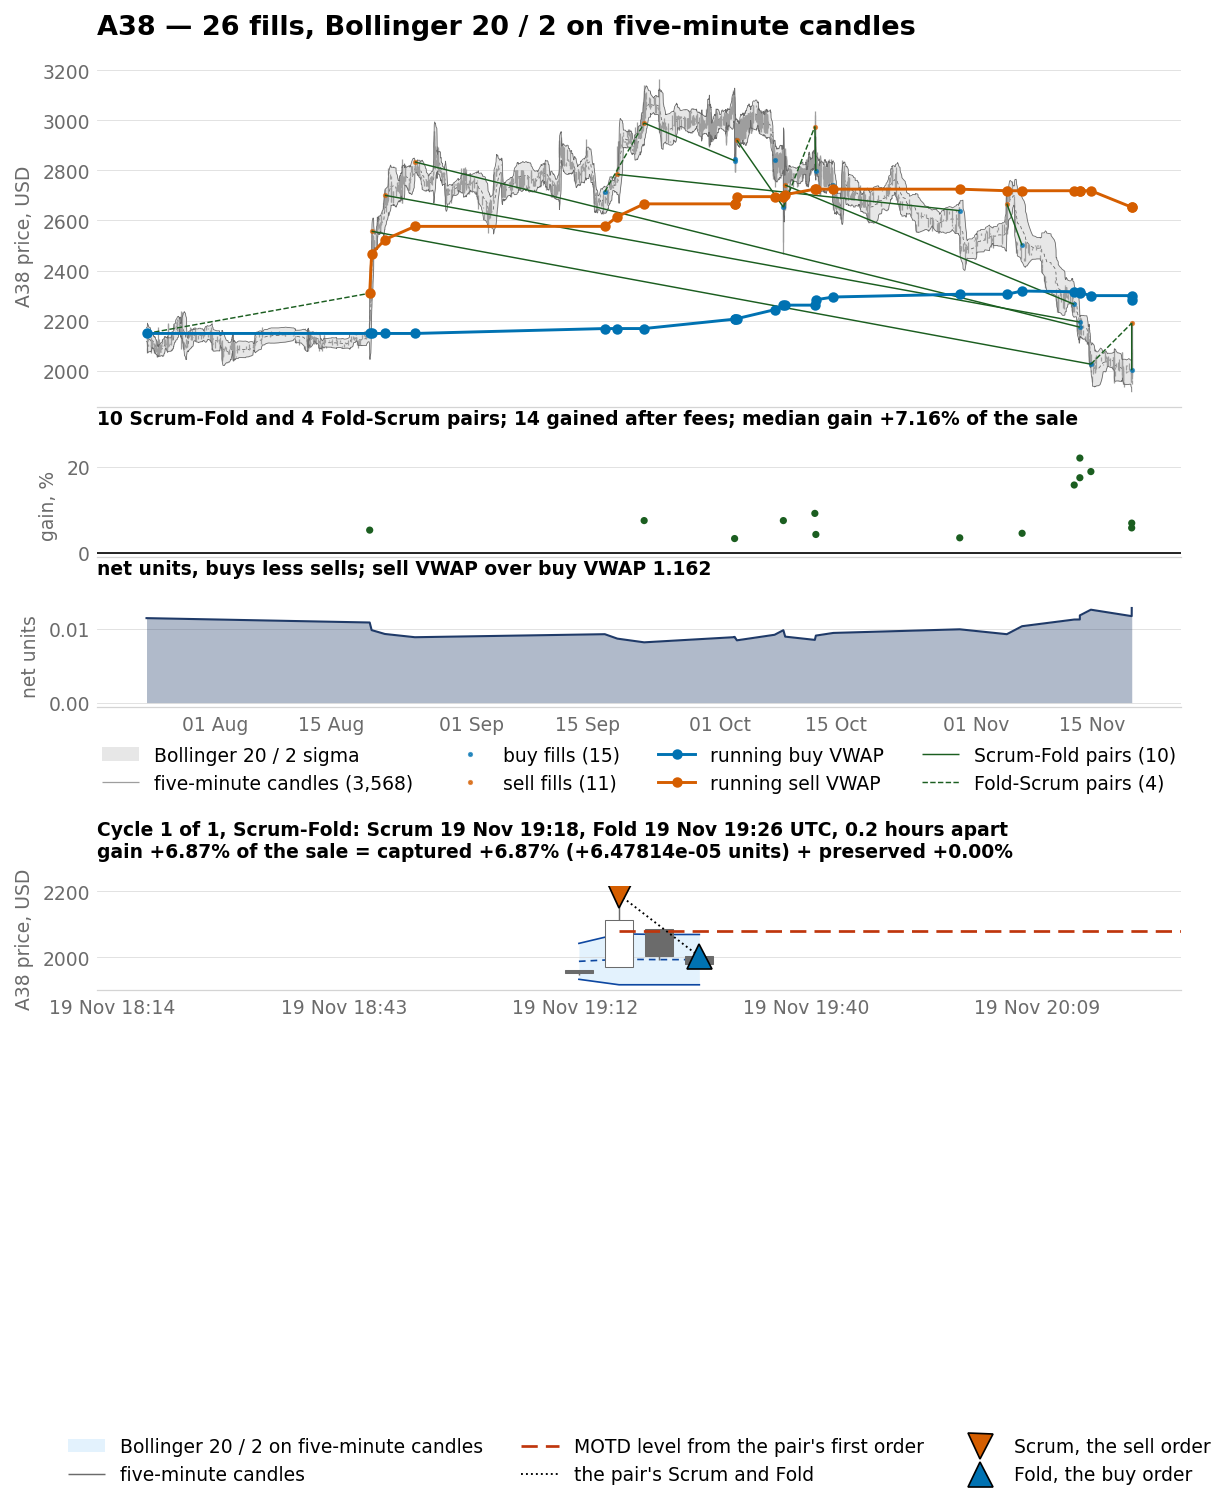 A38 — 26 fills, Bollinger 20 / 2 on five-minute candles
A38 price, USD
3200
3000
2800
2600
2400
2200
2000
10 Scrum-Fold and 4 Fold-Scrum pairs; 14 gained after fees; median gain +7.16% of the sale
gain, %
20
0
net units, buys less sells; sell VWAP over buy VWAP 1.162
net units
0.01
0.00
01 Aug 15 Aug 01 Sep 15 Sep 01 Oct 15 Oct 01 Nov 15 Nov
Bollinger 20 / 2 sigma buy fills (15) running buy VWAP Scrum-Fold pairs (10)
five-minute candles (3,568) sell fills (11) running sell VWAP Fold-Scrum pairs (4)
Cycle 1 of 1, Scrum-Fold: Scrum 19 Nov 19:18, Fold 19 Nov 19:26 UTC, 0.2 hours apart
gain +6.87% of the sale = captured +6.87% (+6.47814e-05 units) + preserved +0.00%
A38 price, USD
2200
2000
19 Nov 18:14 19 Nov 18:43 19 Nov 19:12 19 Nov 19:40 19 Nov 20:09
Bollinger 20 / 2 on five-minute candles MOTD level from the pair's first order Scrum, the sell order
five-minute candles the pair's Scrum and Fold Fold, the buy order